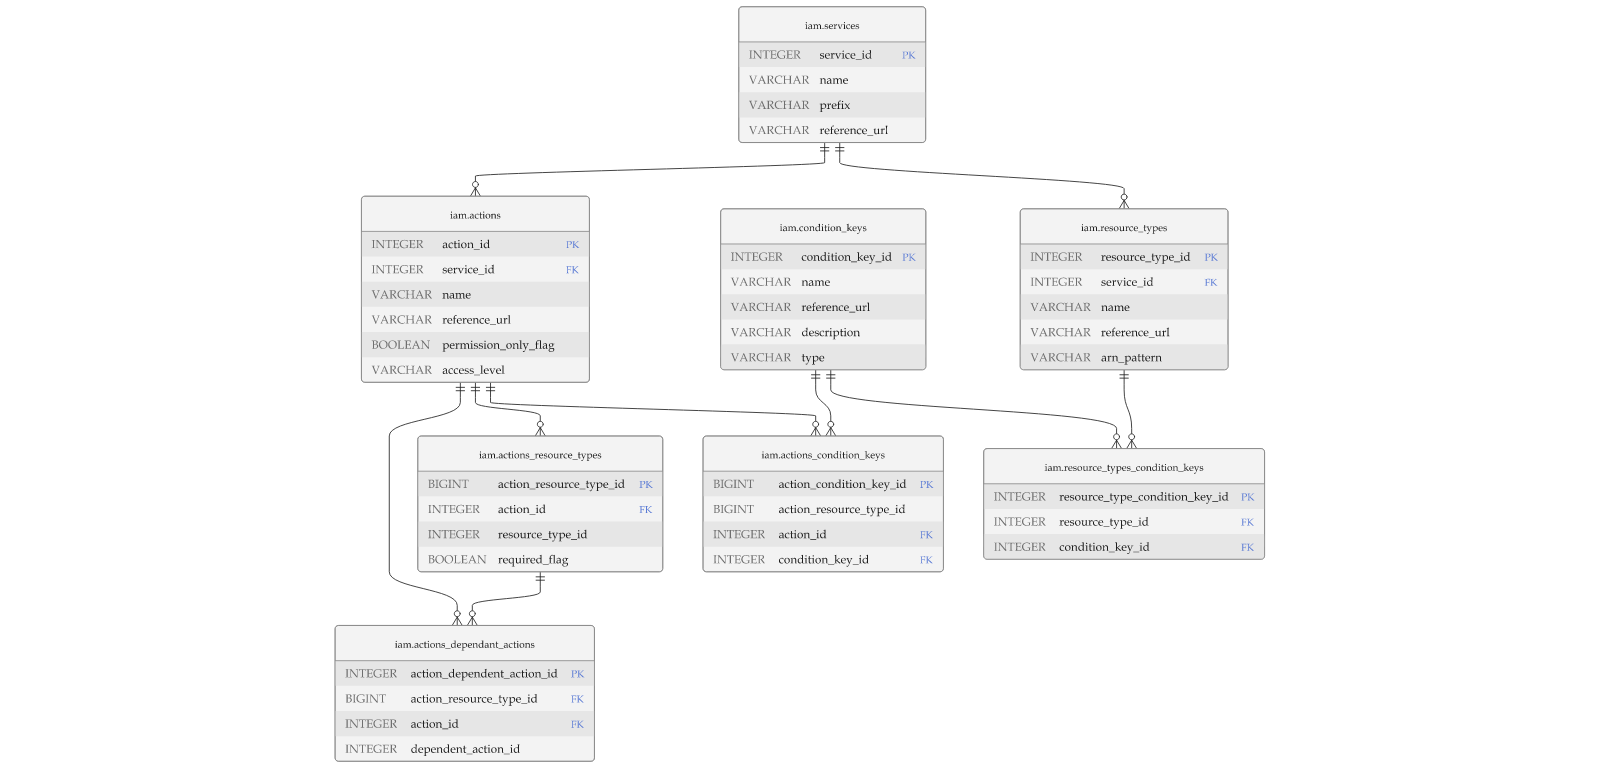 iam.services
INTEGER service_id PK
VARCHAR name
VARCHAR prefix
VARCHAR reference_url
iam.actions
INTEGER action_id PK
INTEGER service_id FK
VARCHAR name
VARCHAR reference_url
BOOLEAN permission_only_flag
VARCHAR access_level
iam.condition_keys
INTEGER condition_key_id PK
VARCHAR name
VARCHAR reference_url
VARCHAR description
VARCHAR type
iam.resource_types
INTEGER resource_type_id PK
INTEGER service_id FK
VARCHAR name
VARCHAR reference_url
VARCHAR arn_pattern
iam.actions_resource_types
BIGINT action_resource_type_id PK
INTEGER action_id FK
INTEGER resource_type_id
BOOLEAN required_flag
iam.actions_condition_keys
BIGINT action_condition_key_id PK
BIGINT action_resource_type_id
INTEGER action_id FK
INTEGER condition_key_id FK
iam.resource_types_condition_keys
INTEGER resource_type_condition_key_id PK
INTEGER resource_type_id FK
INTEGER condition_key_id FK
iam.actions_dependant_actions
INTEGER action_dependent_action_id PK
BIGINT action_resource_type_id FK
INTEGER action_id FK
INTEGER dependent_action_id